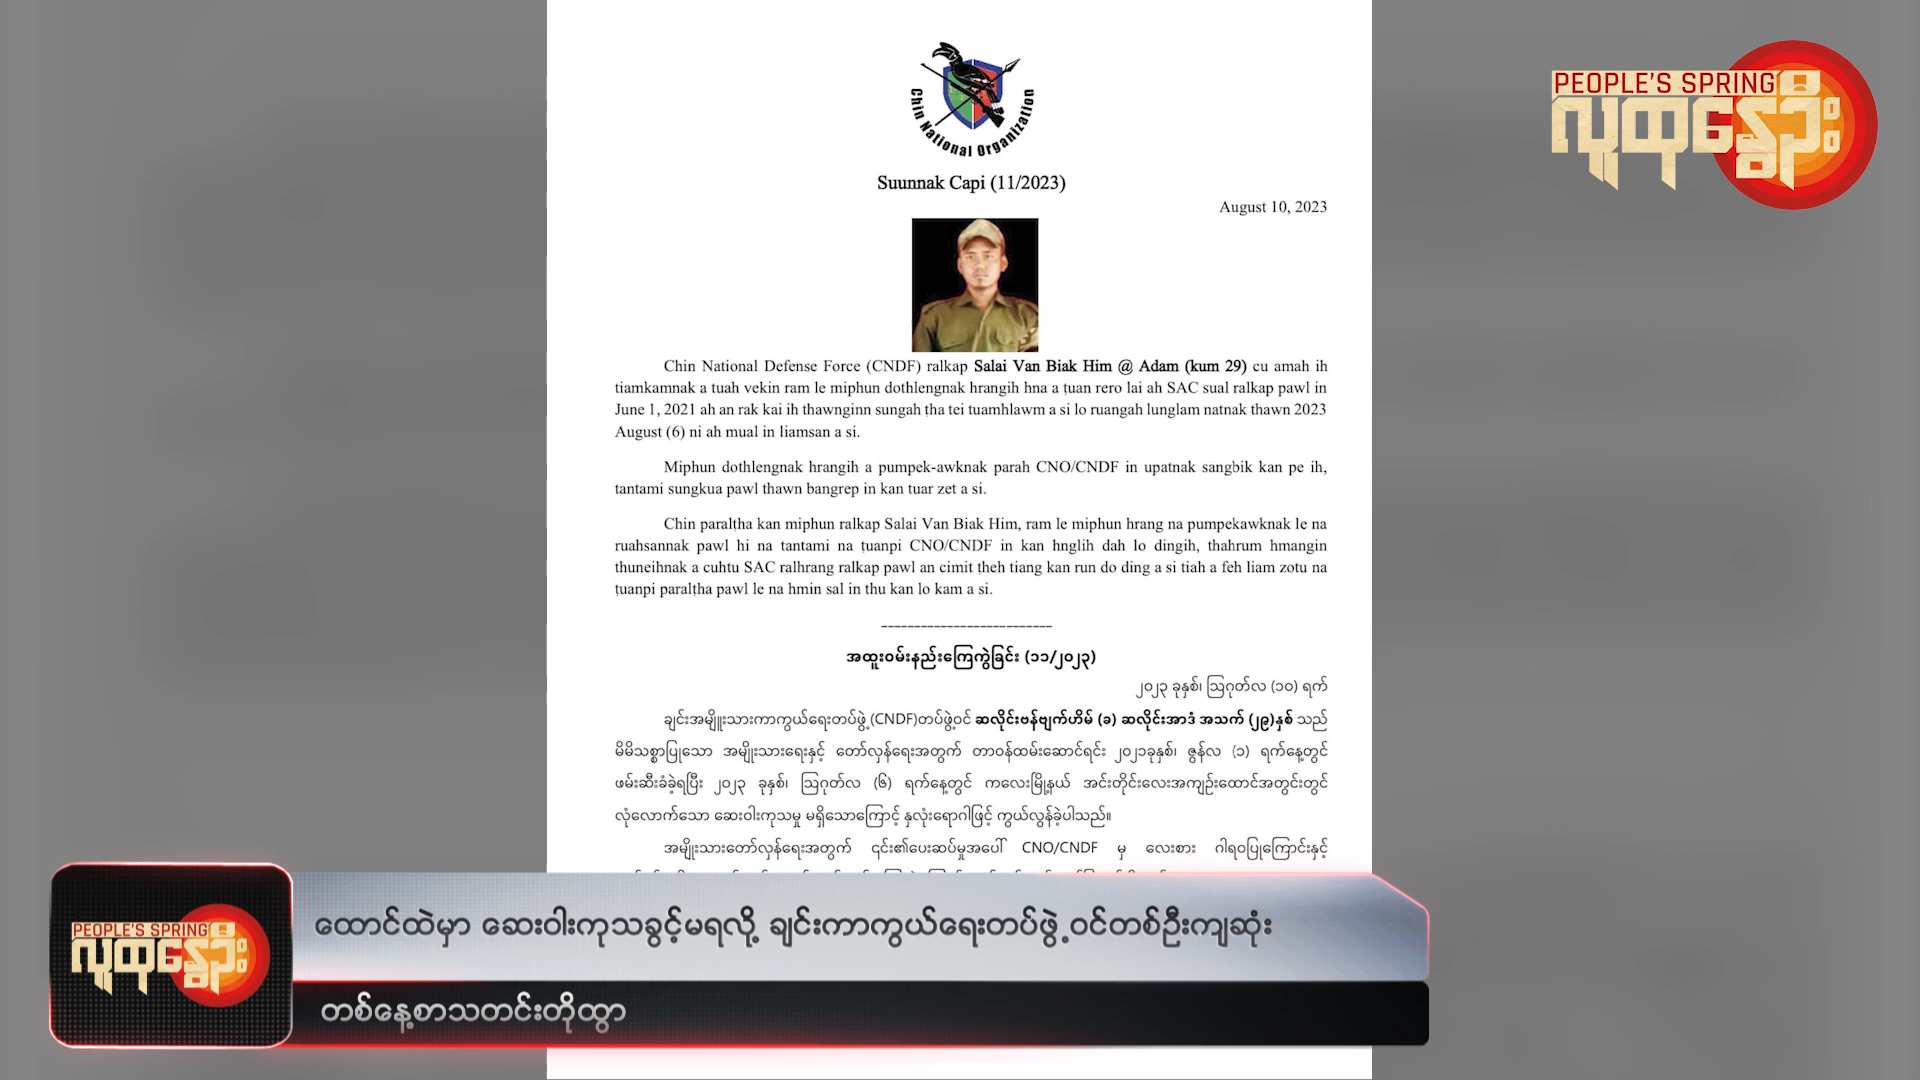 Chin National Organization
Suunnak Capi (11/2023)
August 10, 2023
PEOPLE'S SPRING
လူထုနွေဦး
Chin National Defense Force (CNDF) ralkap Salai Van Biak Him @ Adam (kum 29) cu amah ih
tiamkamnak a tuah vekin ram le miphun dothlengnak hrangih hna a ṭuan rero lai ah SAC sual ralkap pawl in
June 1, 2021 ah an rak kai ih thawnginn sungah ṭha tei tuamhlawm a si lo ruangah lunglam natnak thawn 2023
August (6) ni ah mual in liamsan a si.
Miphun dothlengnak hrangih a pumpek-awknak parah CNO/CNDF in upatnak sangbik kan pe ih,
tantami sungkua pawl thawn bangrep in kan tuar zet a si.
Chin paralṭha kan miphun ralkap Salai Van Biak Him, ram le miphun hrang na pumpekawknak le na
ruahsannak pawl hi na tantami na ṭuanpi CNO/CNDF in kan hnglih dah lo dingih, thahrum hmangin
thuneihnak a cuhtu SAC ralhrang ralkap pawl an cimit ṭheh tiang kan run do ding a si tiah a feh liam zotu na
ṭuanpi paralṭha pawl le na hmin sal in thu kan lo kam a si.
--------------------------
အထူးဝမ်းနည်းကြေကွဲခြင်း (၁၁/၂၀၂၃)
၂၀၂၃ ခုနှစ်၊ ဩဂုတ်လ (၁၀) ရက်
ချင်းအမျိုးသားကာကွယ်ရေးတပ်ဖွဲ့(CNDF)တပ်ဖွဲ့ဝင် ဆလိုင်းဗန်ဗျက်ဟိမ် (ခ) ဆလိုင်းအာဒံ အသက် (၂၉)နှစ် သည်
မိမိသစ္စာပြုသော အမျိုးသားရေးနှင့် တော်လှန်ရေးအတွက် တာဝန်ထမ်းဆောင်ရင်း ၂၀၂၁ခုနှစ်၊ ဇွန်လ (၁) ရက်နေ့တွင်
ဖမ်းဆီးခံခဲ့ရပြီး ၂၀၂၃ ခုနှစ်၊ ဩဂုတ်လ (၆) ရက်နေ့တွင် ကလေးမြို့နယ် အင်းတိုင်းလေးအကျဉ်းထောင်အတွင်းတွင်
လုံလောက်သော ဆေးဝါးကုသမှု မရှိသောကြောင့် နှလုံးရောဂါဖြင့် ကွယ်လွန်ခဲ့ပါသည်။
အမျိုးသားတော်လှန်ရေးအတွက် ၎င်း၏ပေးဆပ်မှုအပေါ် CNO/CNDF မှ လေးစား ဂါရဝပြုကြောင်းနှင့်
ထောင်ထဲမှာ ဆေးဝါးကုသခွင့်မရလို့ ချင်းကာကွယ်ရေးတပ်ဖွဲ့ဝင်တစ်ဦးကျဆုံး
PEOPLE'S SPRING
လူထုနွေဦး
တစ်နေ့စာသတင်းတိုထွာ